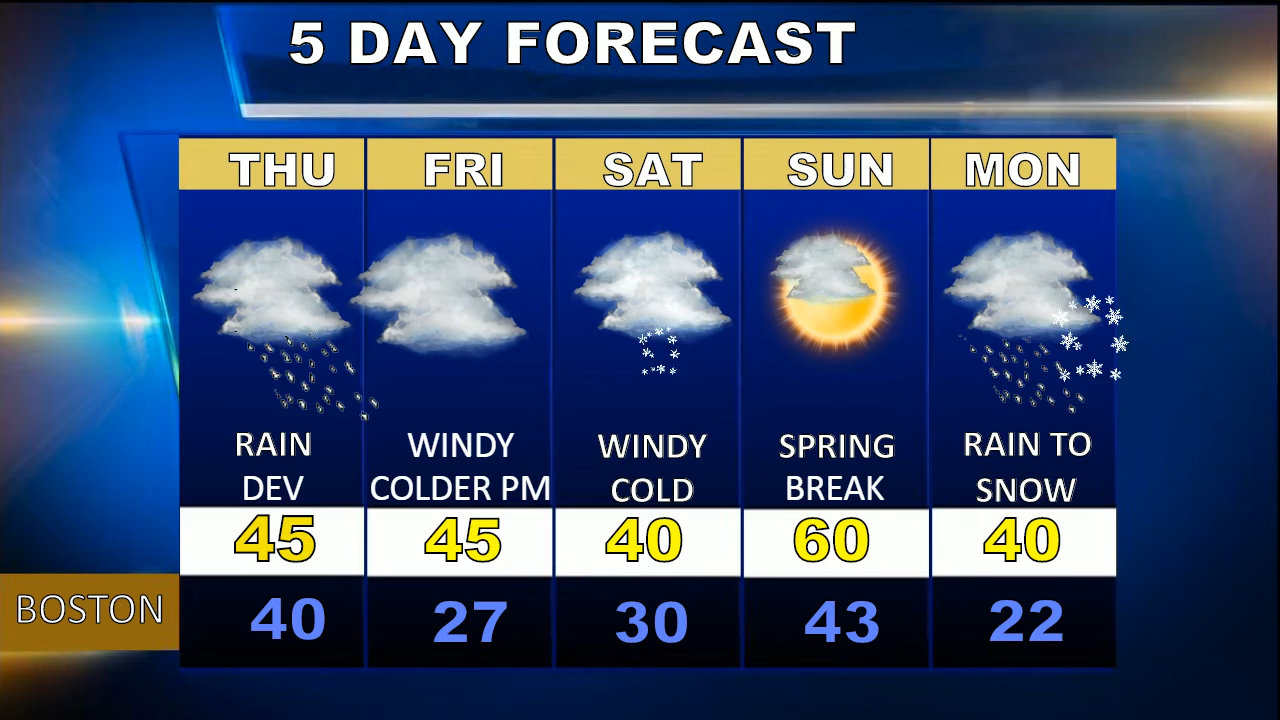 5 DAY FORECAST
THU FRI SAT SUN MON
RAIN WINDY WINDY SPRING RAIN TO
DEV COLDER PM COLD BREAK SNOW
45 45 40 60 40
BOSTON 40 27 30 43 22